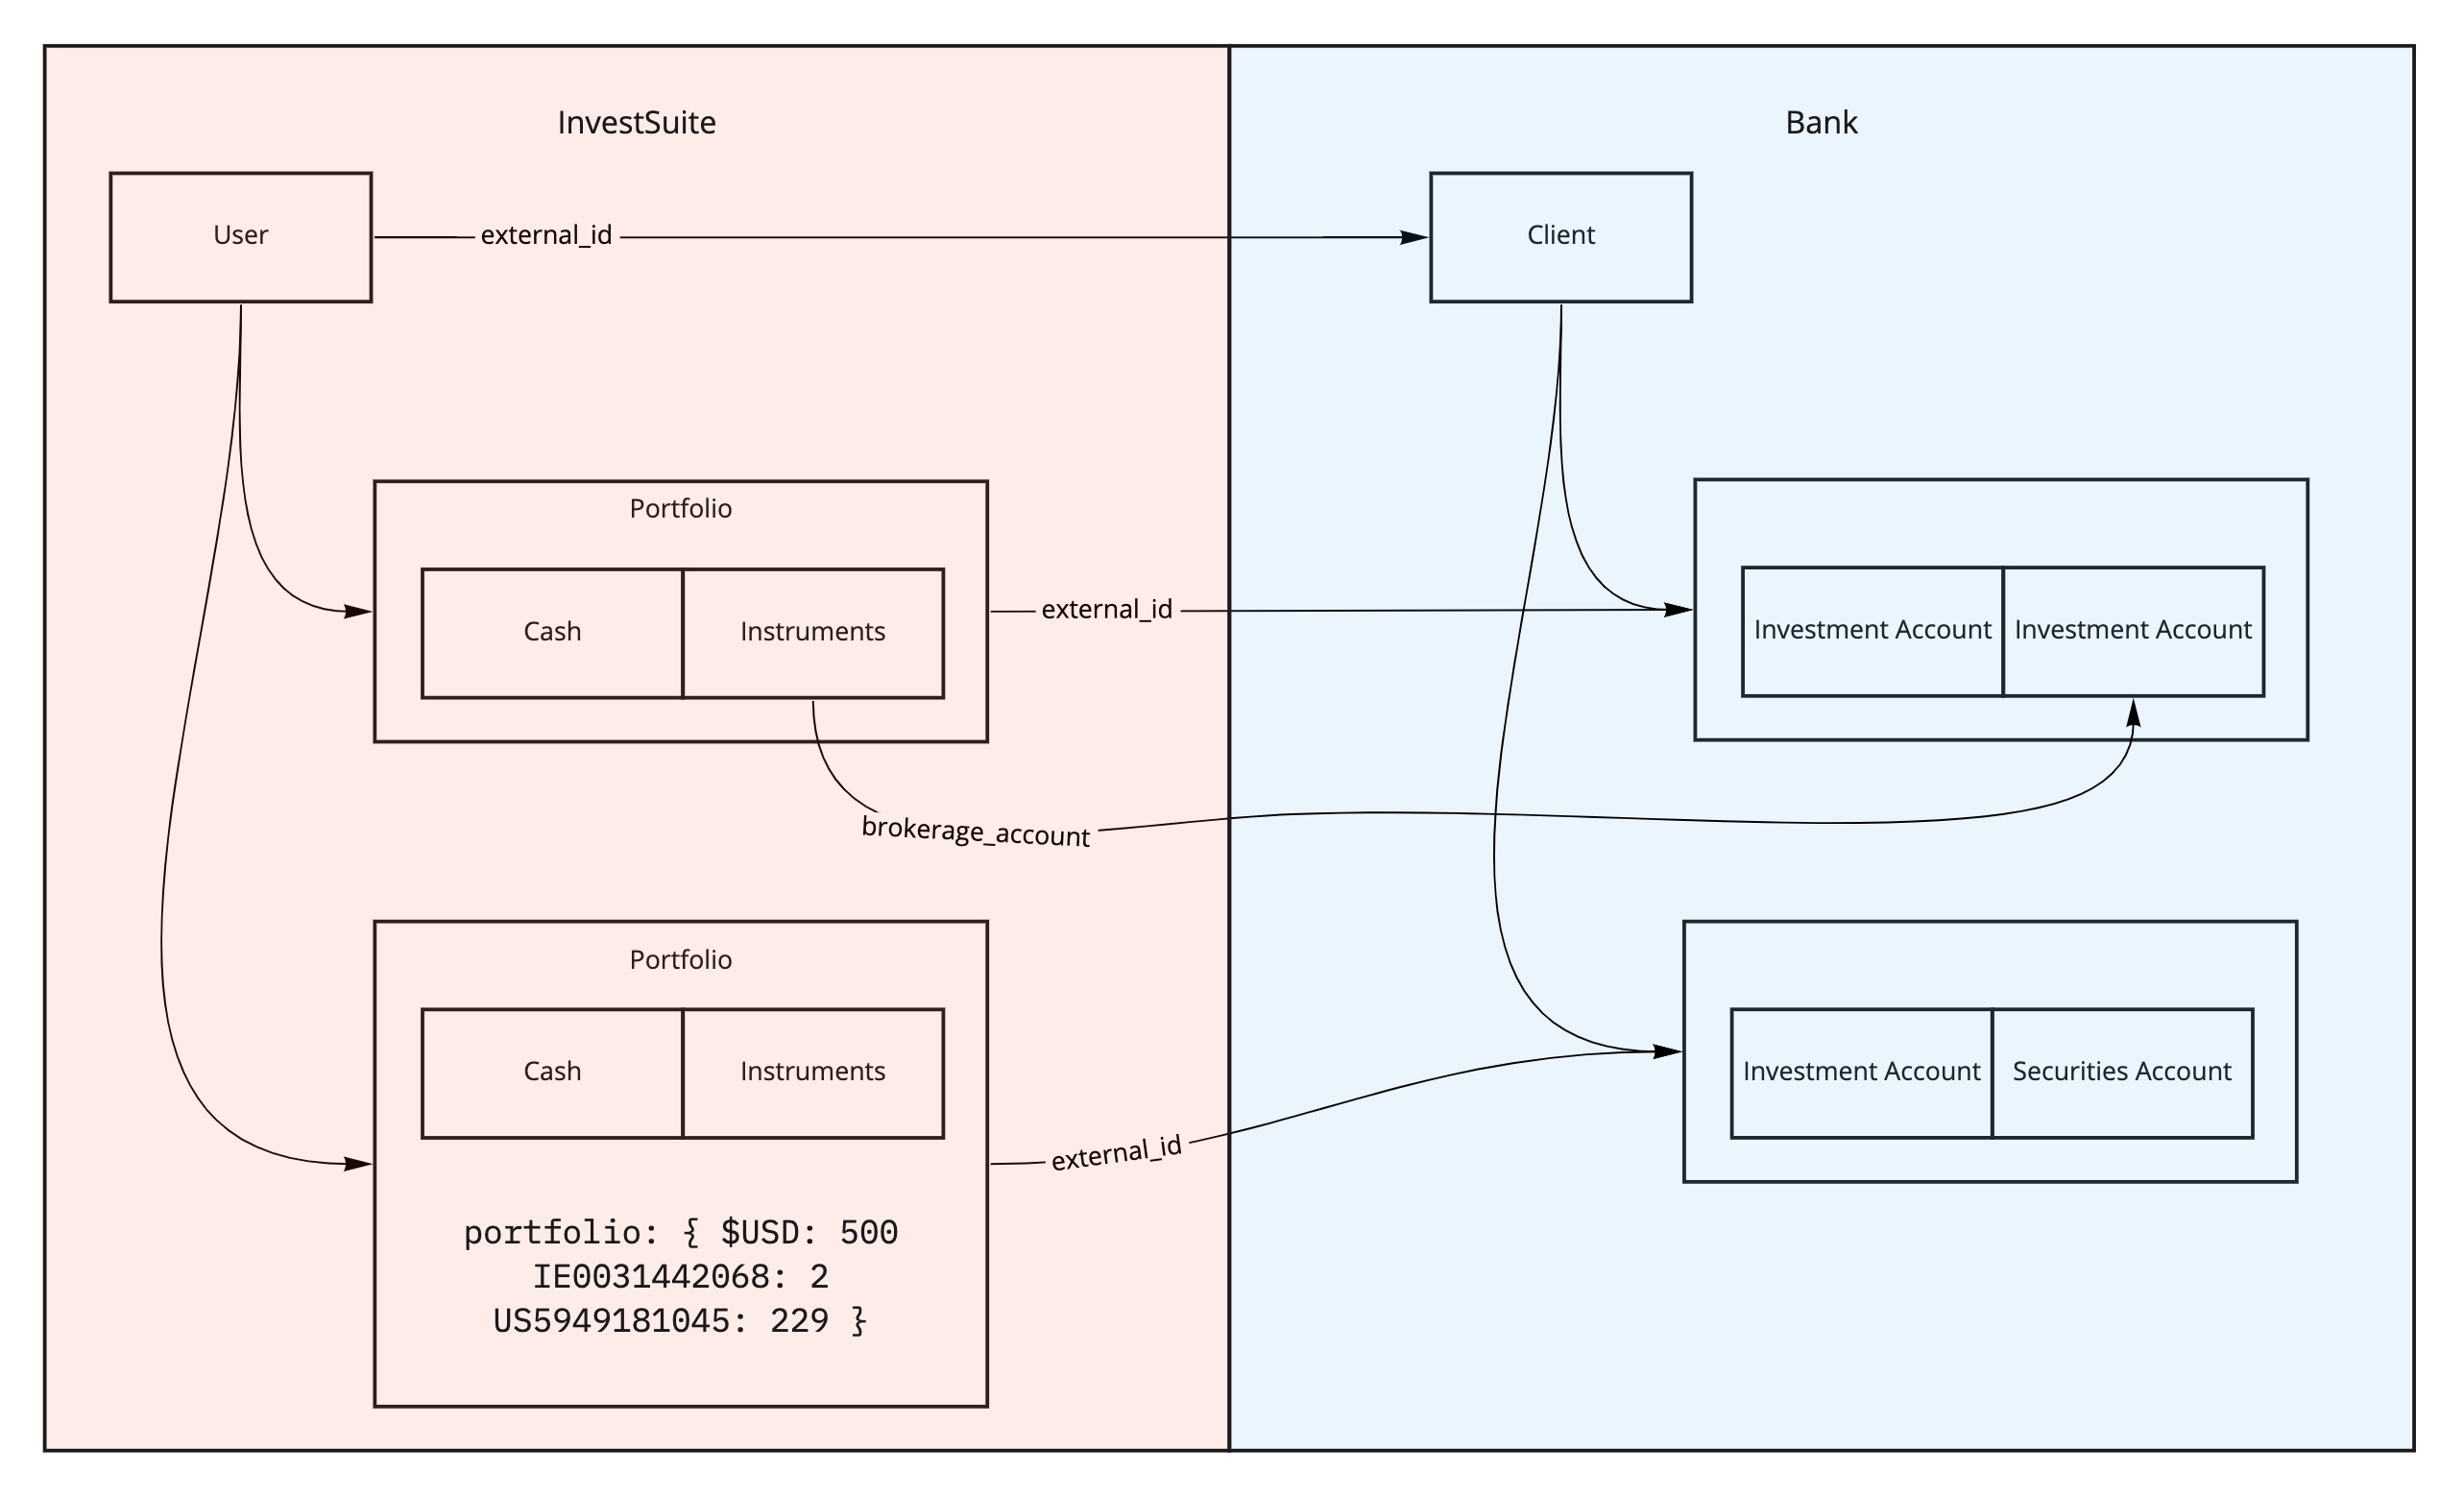 InvestSuite
Bank
User
external_id
Client
Portfolio
Cash
Instruments
external_id
Investment Account
Investment Account
brokerage_account
Portfolio
Cash
Instruments
Investment Account
Securities Account
external_id
portfolio: { $USD: 500
IE0031442068: 2
US5949181045: 229 }